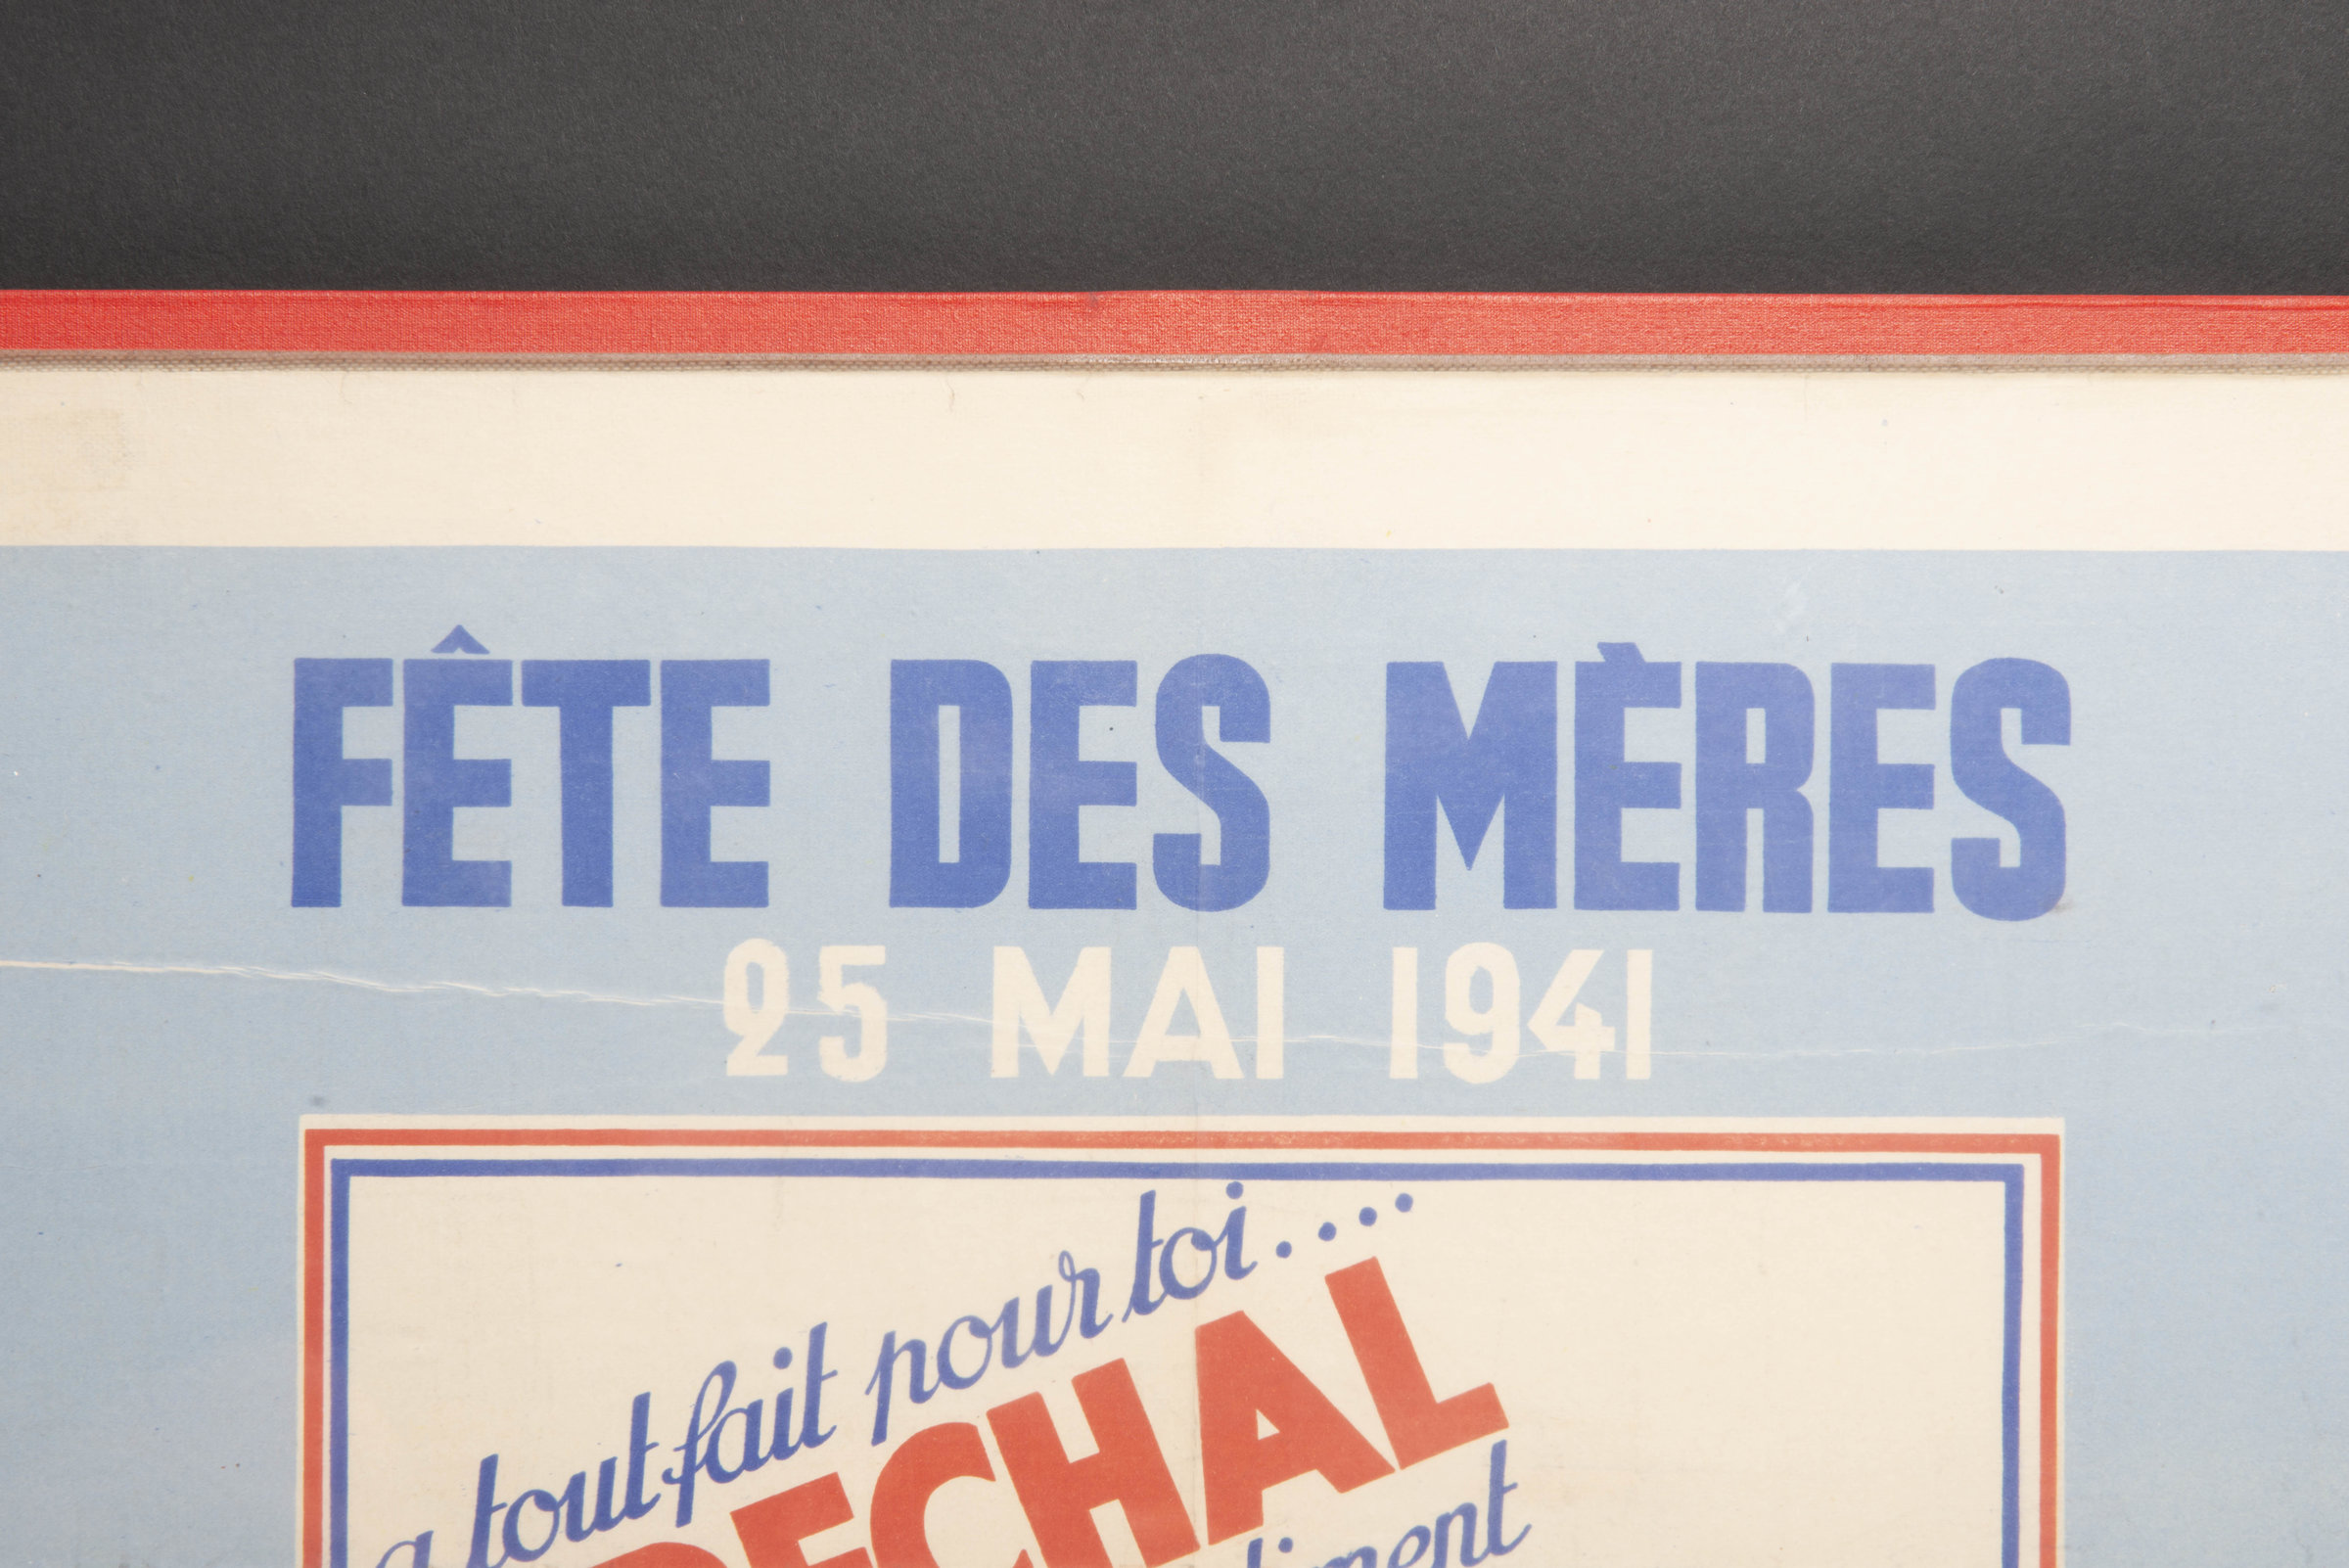 FÊTE DES MÈRES
25 MAI 1941
a tout fait pour toi....